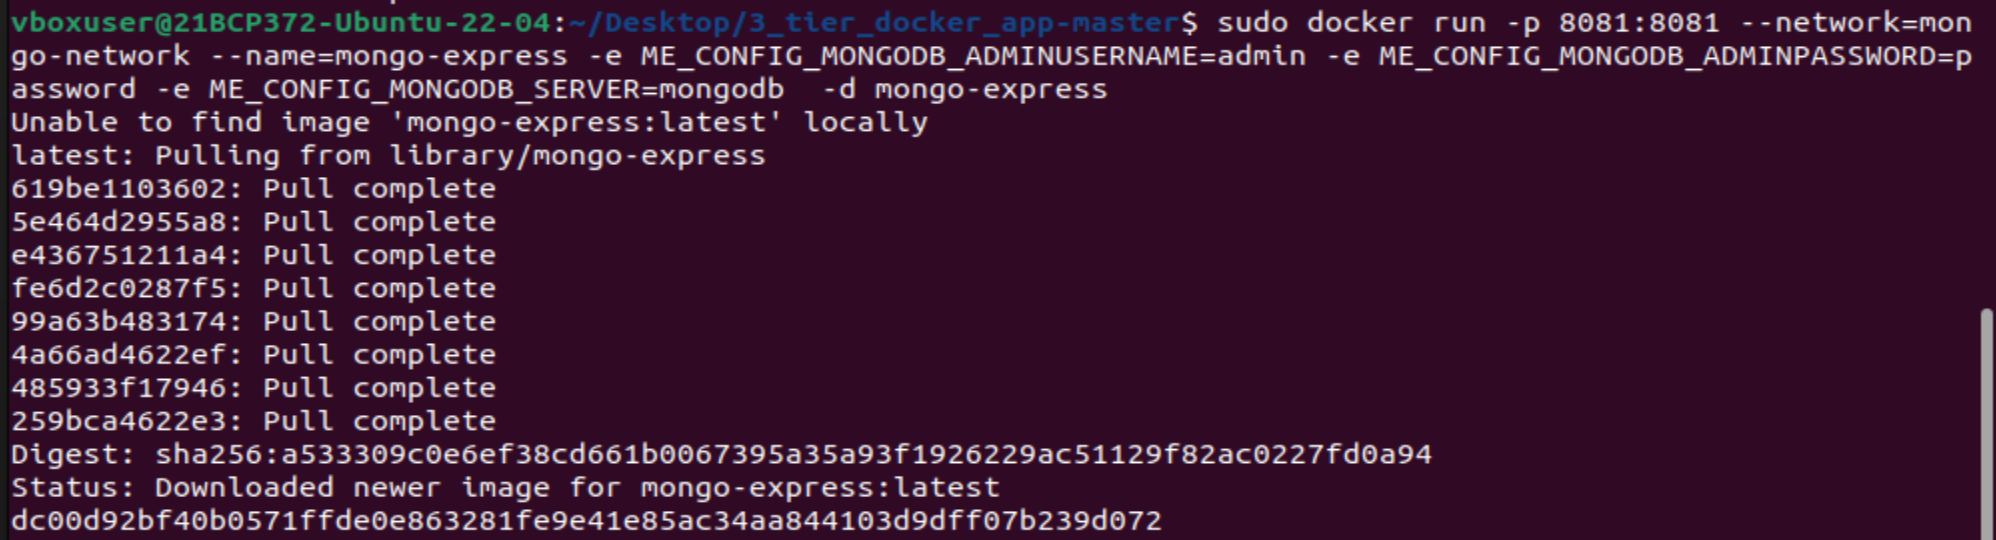 vboxuser@21BCP372-Ubuntu-22-04:~/Desktop/3_tier_docker_app-master$ sudo docker run -p 8081:8081 --network=mon
go-network --name=mongo-express -e ME_CONFIG_MONGODB_ADMINUSERNAME=admin -e ME_CONFIG_MONGODB_ADMINPASSWORD=p
assword -e ME_CONFIG_MONGODB_SERVER=mongodb  -d mongo-express
Unable to find image 'mongo-express:latest' locally
latest: Pulling from library/mongo-express
619be1103602: Pull complete
5e464d2955a8: Pull complete
e436751211a4: Pull complete
fe6d2c0287f5: Pull complete
99a63b483174: Pull complete
4a66ad4622ef: Pull complete
485933f17946: Pull complete
259bca4622e3: Pull complete
Digest: sha256:a533309c0e6ef38cd661b0067395a35a93f1926229ac51129f82ac0227fd0a94
Status: Downloaded newer image for mongo-express:latest
dc00d92bf40b0571ffde0e863281fe9e41e85ac34aa844103d9dff07b239d072